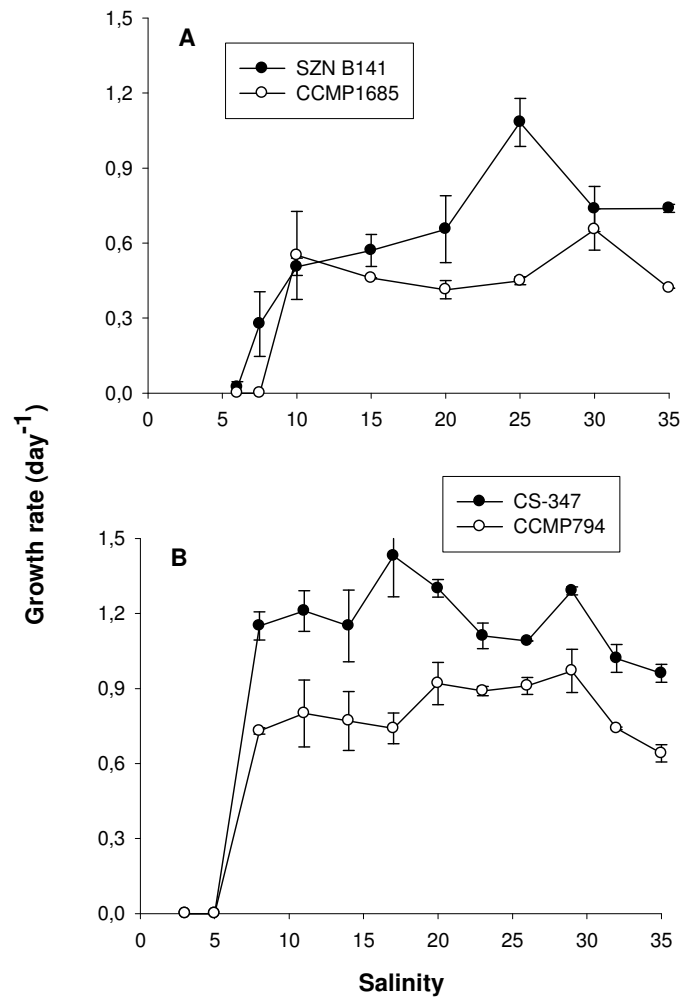 A
SZN B141
CCMP1685
1,5
1,2
0,9
0,6
0,3
0,0
0 5 10 15 20 25 30 35
Growth rate (day-1)
CS-347
CCMP794
B
1,5
1,2
0,9
0,6
0,3
0,0
0 5 10 15 20 25 30 35
Salinity